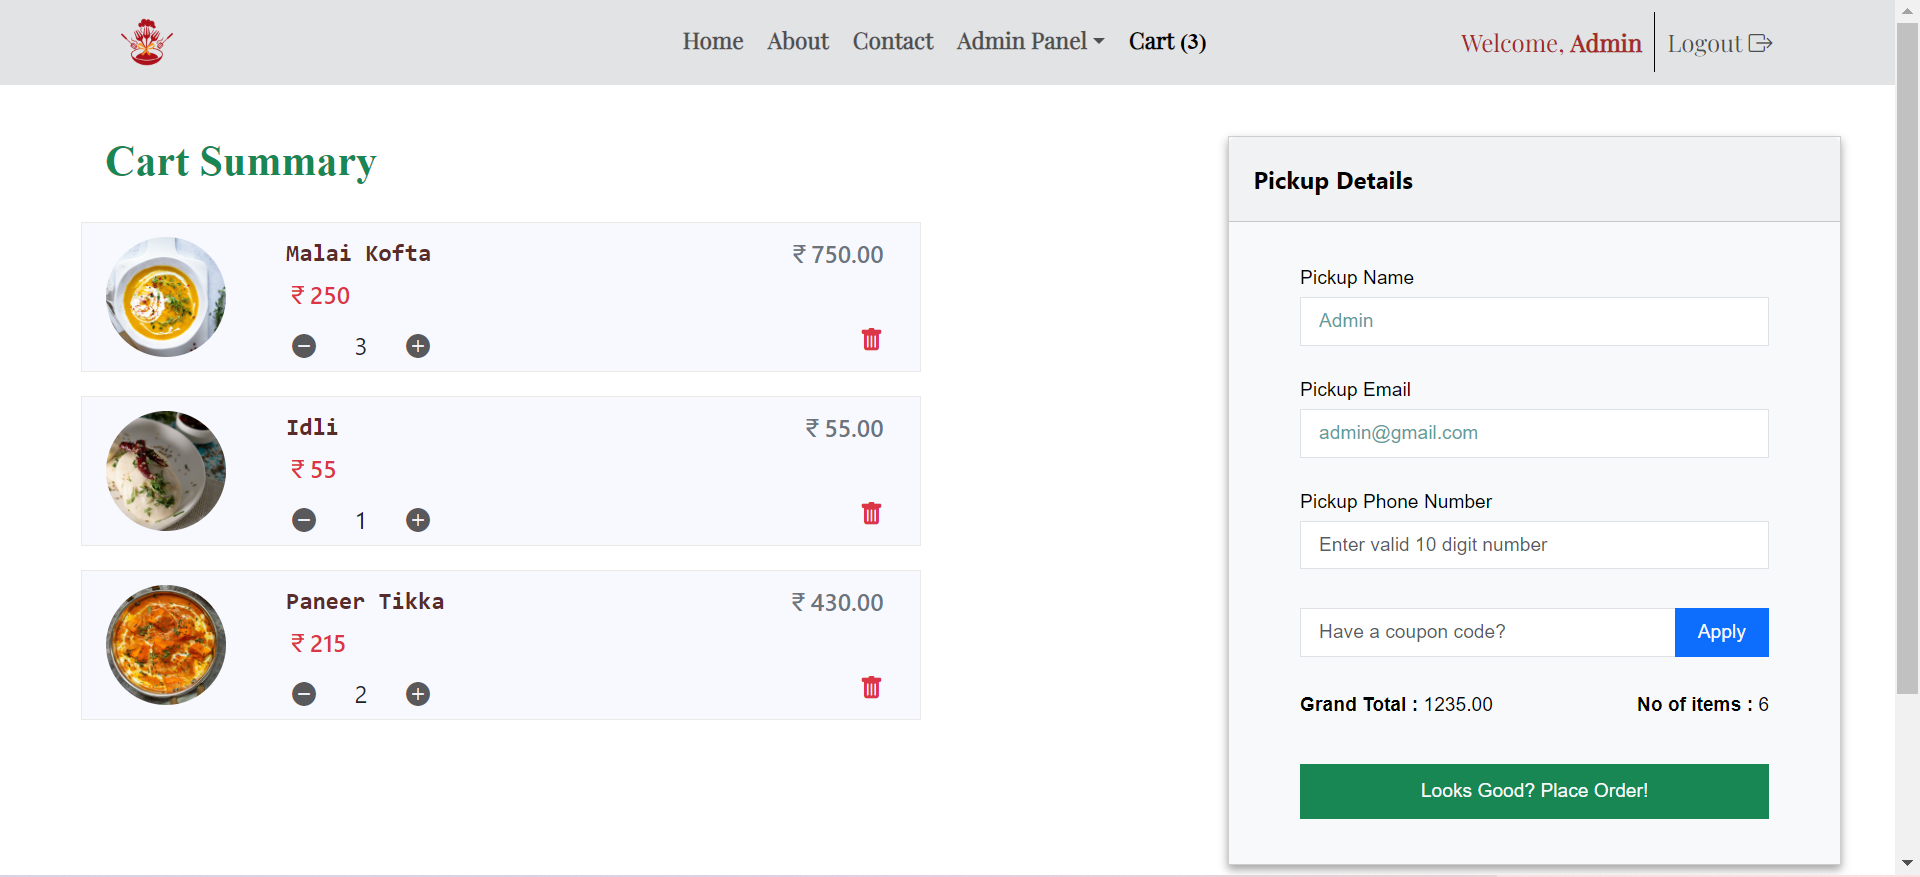 Home About Contact Admin Panel Cart (3) Welcome, Admin Logout
Cart Summary
Malai Kofta ₹ 750.00
₹ 250
3
Idli ₹ 55.00
₹ 55
1
Paneer Tikka ₹ 430.00
₹ 215
2
Pickup Details
Pickup Name
Admin
Pickup Email
admin@gmail.com
Pickup Phone Number
Enter valid 10 digit number
Have a coupon code? Apply
Grand Total : 1235.00 No of items : 6
Looks Good? Place Order!